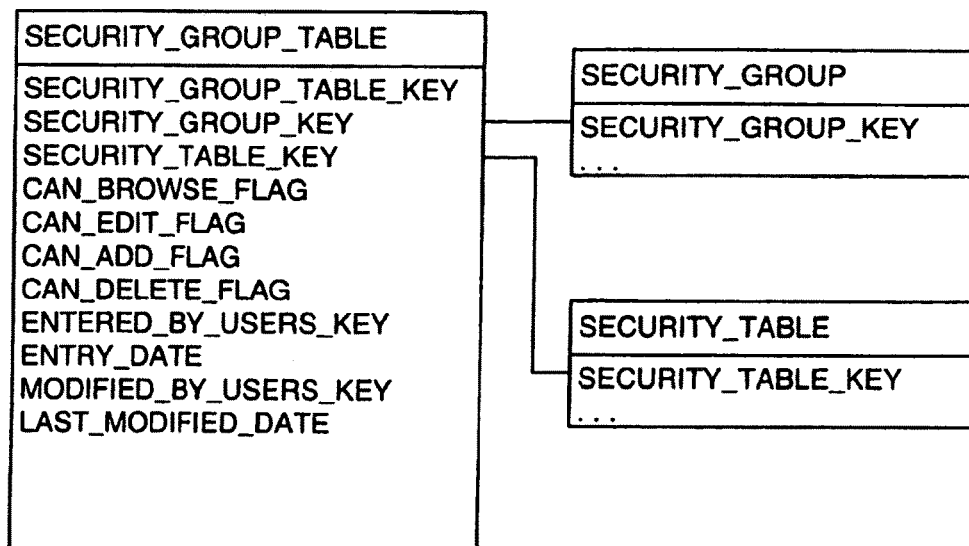 SECURITY_GROUP_TABLE
SECURITY_GROUP_TABLE_KEY
SECURITY_GROUP_KEY
SECURITY_TABLE_KEY
CAN_BROWSE_FLAG
CAN_EDIT_FLAG
CAN_ADD_FLAG
CAN_DELETE_FLAG
ENTERED_BY_USERS_KEY
ENTRY_DATE
MODIFIED_BY_USERS_KEY
LAST_MODIFIED_DATE
SECURITY_GROUP
SECURITY_GROUP_KEY
. . .
SECURITY_TABLE
SECURITY_TABLE_KEY
. . .